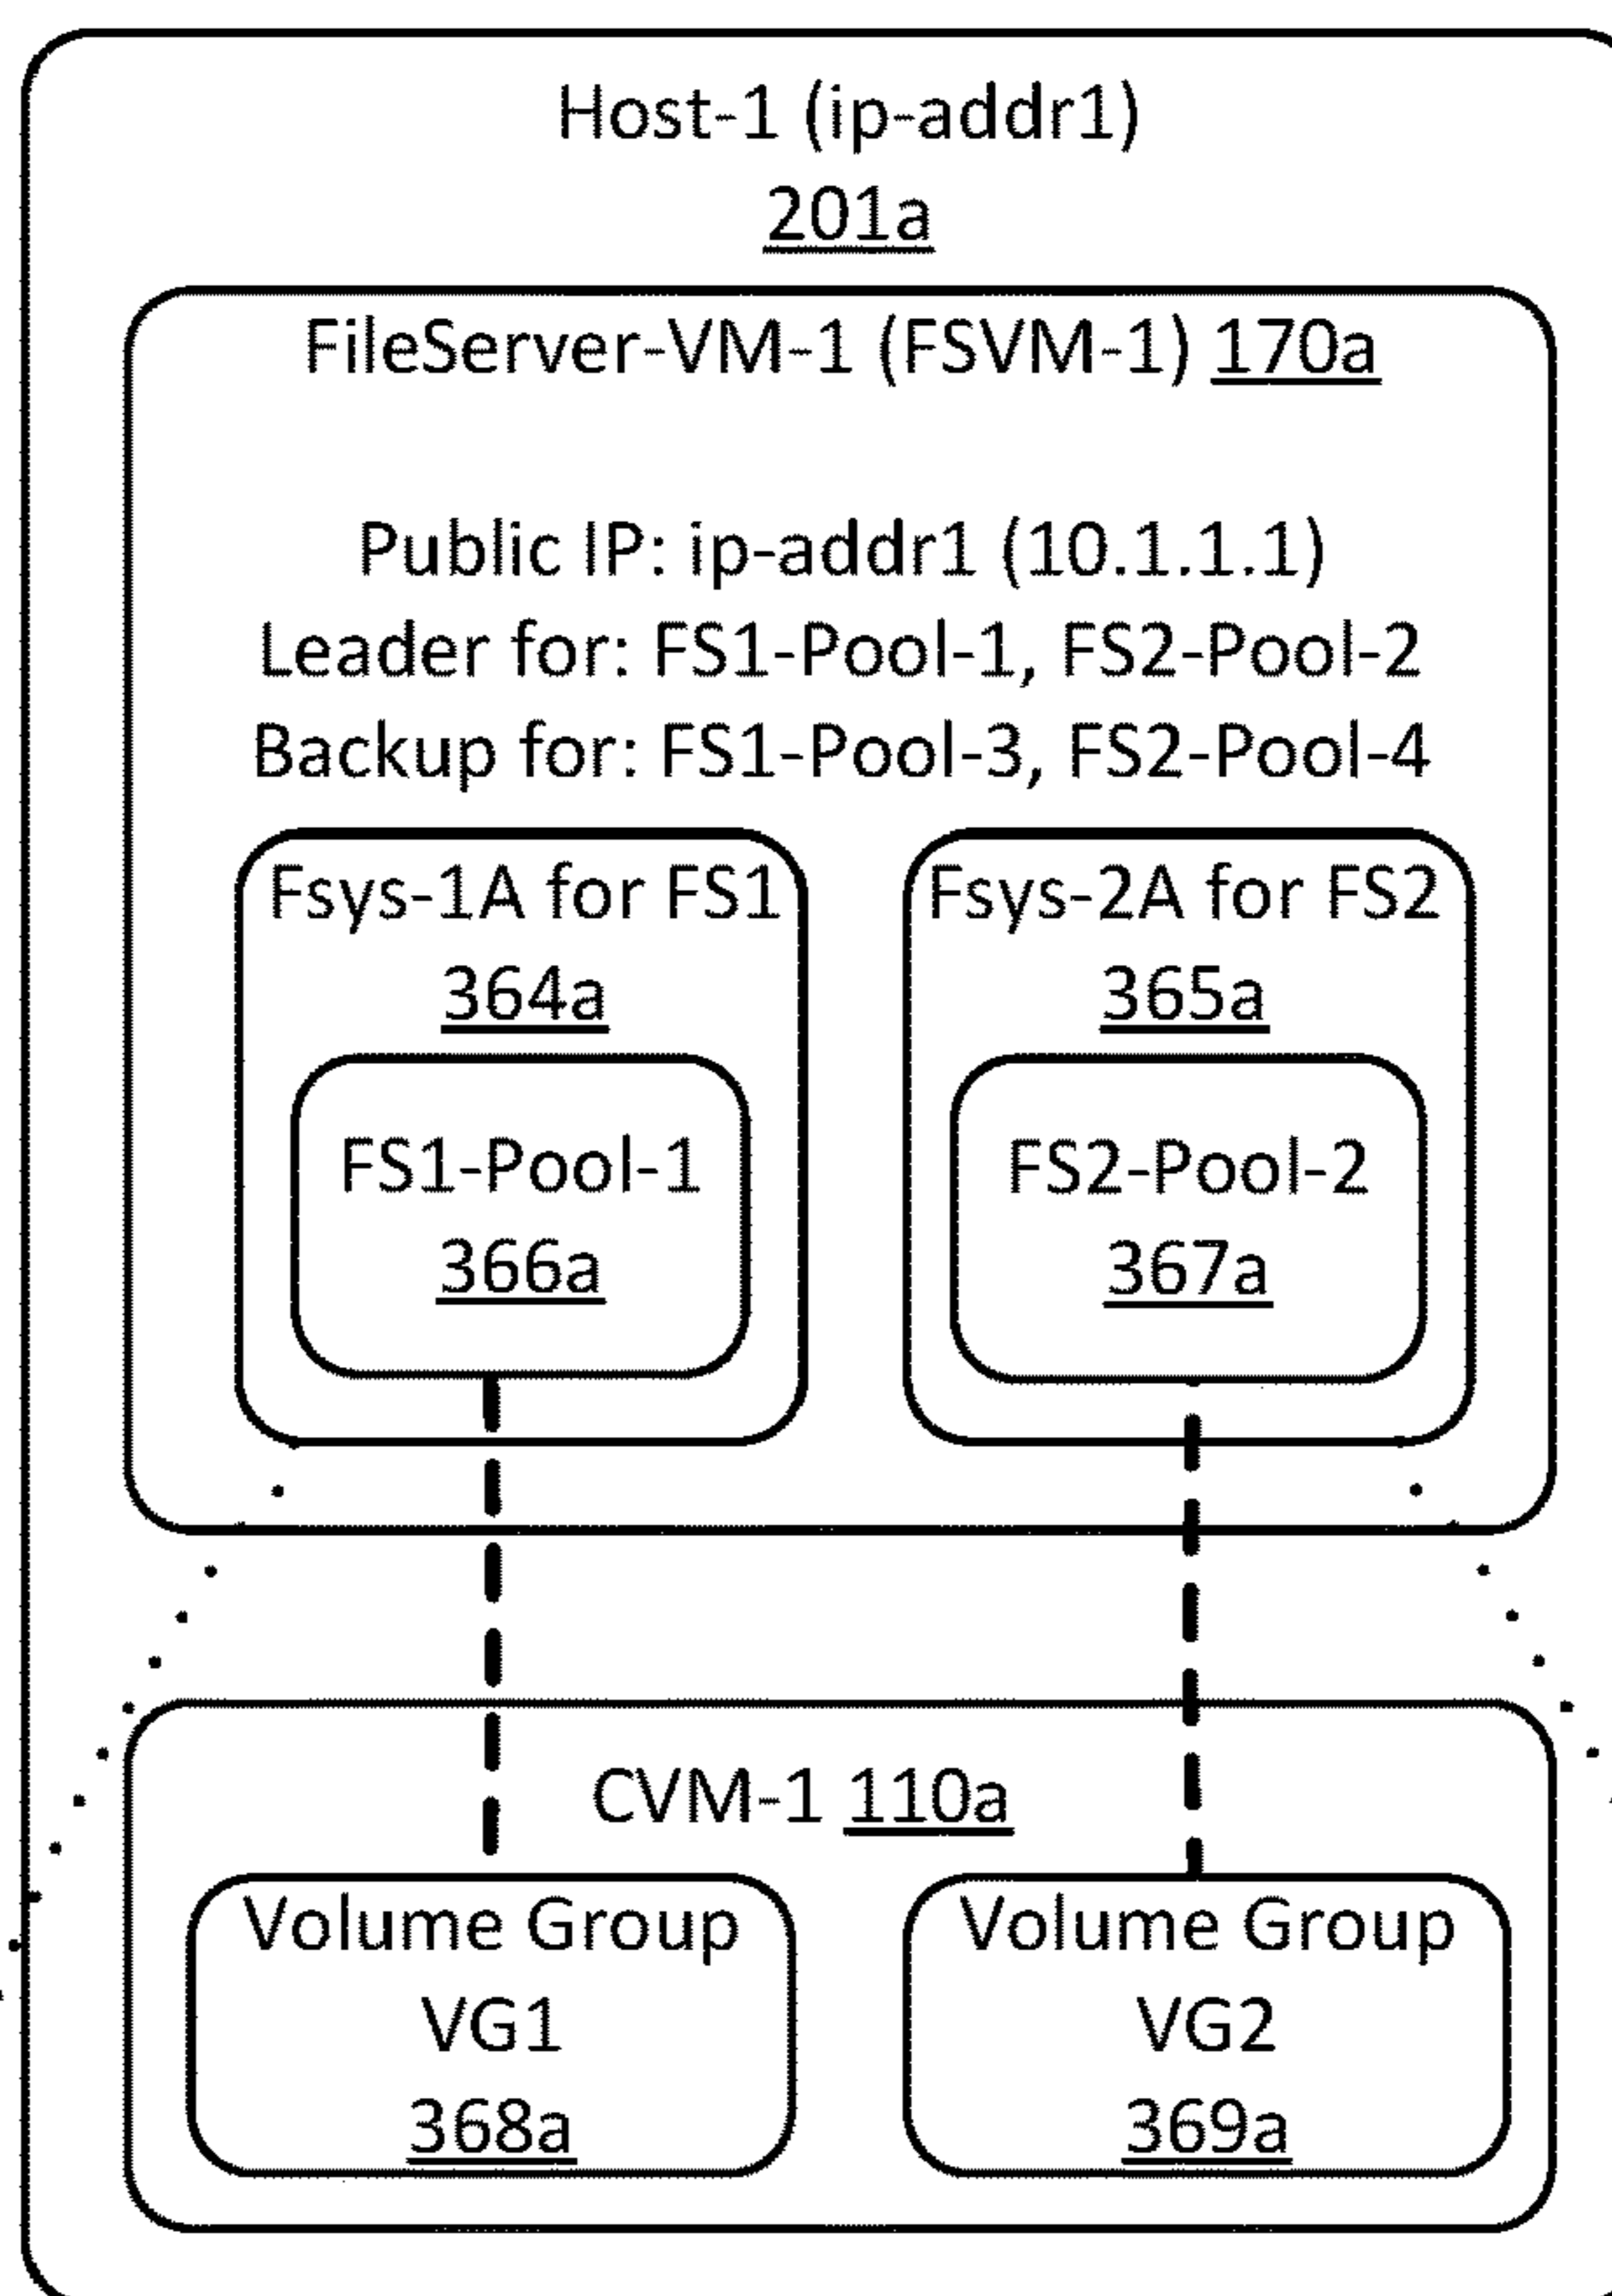 Host-1 (ip-addr1)
201a
FileServer-VM-1 (FSVM-1) 170a
Public IP: ip-addr1 (10.1.1.1)
Leader for: FS1-Pool-1, FS2-Pool-2
Backup for: FS1-Pool-3, FS2-Pool-4
Fsys-1A for FS1
364a
FS1-Pool-1
366a
Fsys-2A for FS2
365a
FS2-Pool-2
367a
CVM-1 110a
Volume Group
VG1
368a
Volume Group
VG2
369a